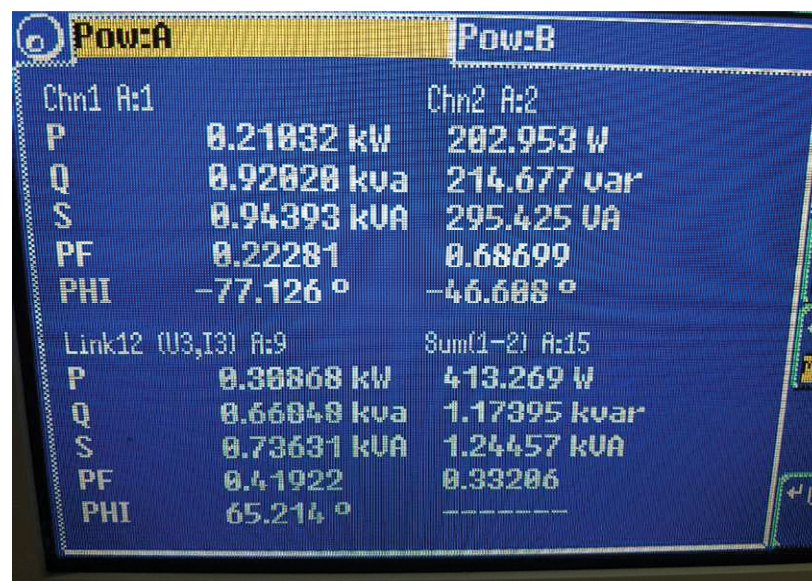 Pow:A Pow:B
Chn1 A:1 Chn2 A:2
P 0.21032 kW 202.953 W
Q 0.92020 kva 214.677 var
S 0.94393 kVA 295.425 VA
PF 0.22281 0.68699
PHI -77.126 ° -46.608 °
Link12 (U3,I3) A:9 Sum(1-2) A:15
P 0.30868 kW 413.269 W
Q 0.66848 kva 1.17395 kvar
S 0.73631 kVA 1.24457 kVA
PF 0.41922 0.33206
PHI 65.214 ° -------